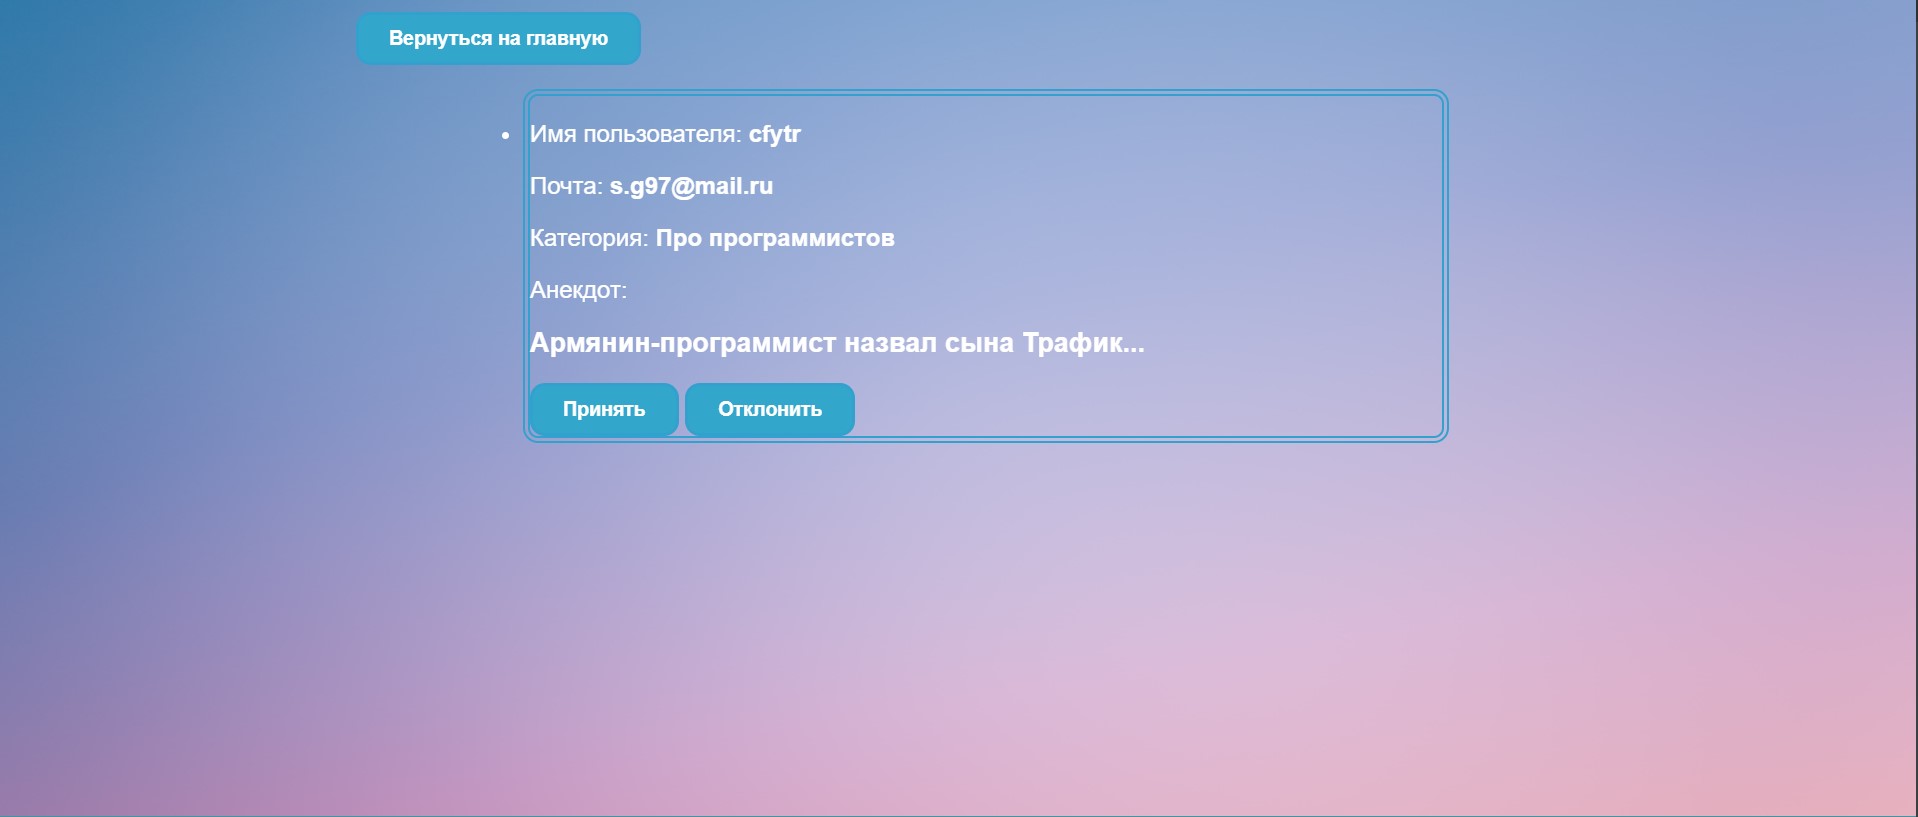 Вернуться на главную
Имя пользователя: cfytr
Почта: s.g97@mail.ru
Категория: Про программистов
Анекдот:
Армянин-программист назвал сына Трафик...
Принять Отклонить